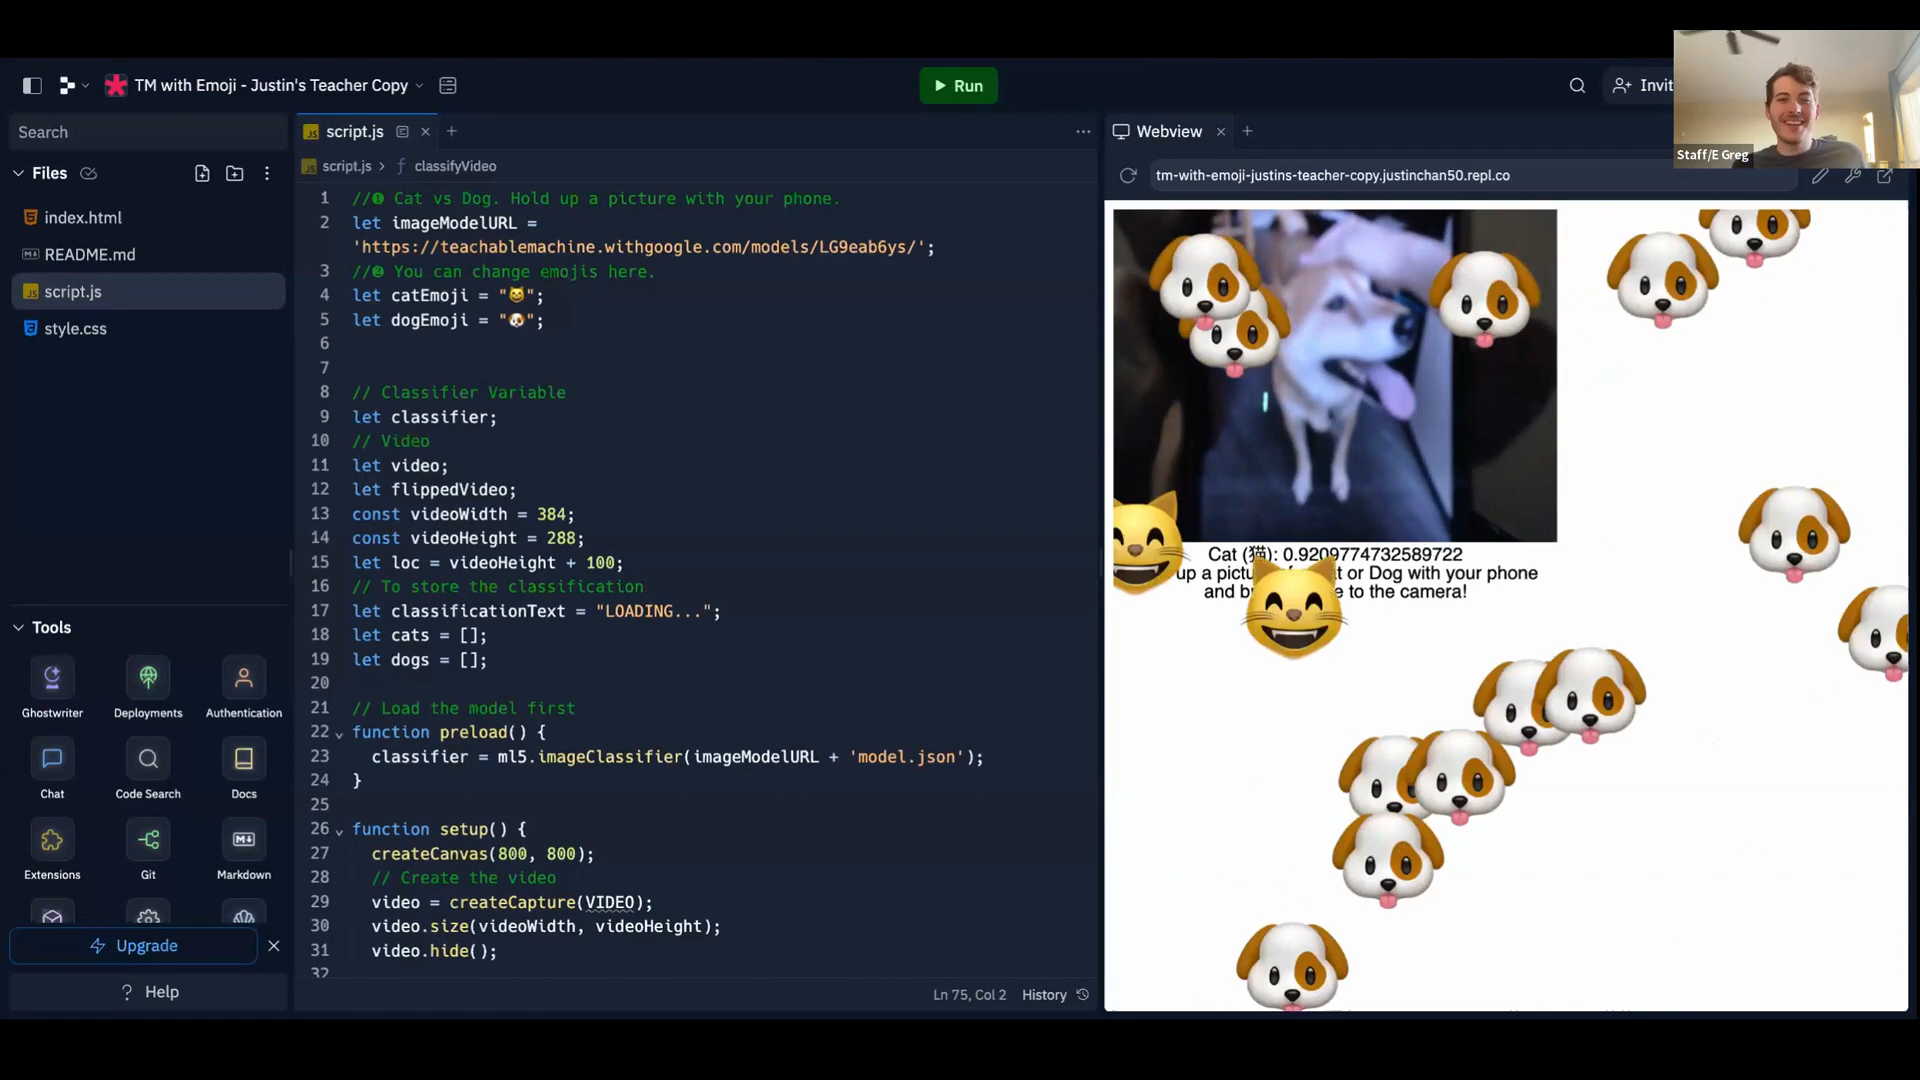 TM with Emoji - Justin's Teacher Copy
Run
Invit
Staff/E Greg
Search
Files
index.html
README.md
script.js
style.css
Tools
Ghostwriter
Deployments
Authentication
Chat
Code Search
Docs
Extensions
Git
Markdown
Upgrade
? Help
JS script.js
JS script.js > ƒ classifyVideo
1 //❶ Cat vs Dog. Hold up a picture with your phone.
2 let imageModelURL =
'https://teachablemachine.withgoogle.com/models/LG9eab6ys/';
3 //❷ You can change emojis here.
4 let catEmoji = "😺";
5 let dogEmoji = "🐶";
6
7
8 // Classifier Variable
9 let classifier;
10 // Video
11 let video;
12 let flippedVideo;
13 const videoWidth = 384;
14 const videoHeight = 288;
15 let loc = videoHeight + 100;
16 // To store the classification
17 let classificationText = "LOADING...";
18 let cats = [];
19 let dogs = [];
20
21 // Load the model first
22 function preload() {
23 classifier = ml5.imageClassifier(imageModelURL + 'model.json');
24 }
25
26 function setup() {
27 createCanvas(800, 800);
28 // Create the video
29 video = createCapture(VIDEO);
30 video.size(videoWidth, videoHeight);
31 video.hide();
32
Ln 75, Col 2 History
Webview
tm-with-emoji-justins-teacher-copy.justinchan50.repl.co
Cat (猫): 0.9209774732589722
up a pictu or Dog with your phone
and b e to the camera!